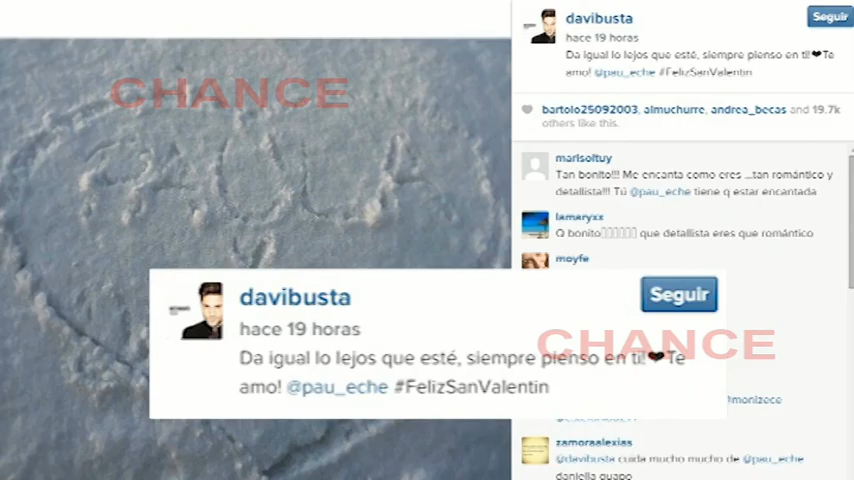 CHANCE
PAULA
Y
davibusta
Seguir
hace 19 horas
Da igual lo lejos que esté, siempre pienso en ti!❤Te
amo! @pau_eche #FelizSanValentin
bartolo25092003, almuchurre, andrea_becas and 19.7k
others like this.
marisoltuy
Tan bonito!!! Me encanta como eres ...tan romántico y
detallista!!! Tú @pau_eche tiene q estar encantada
lamaryxx
Q bonito que detallista eres que romántico
moyfe
davibusta
Seguir
hace 19 horas
CHANCE
Da igual lo lejos que esté, siempre pienso en ti!❤Te
amo! @pau_eche #FelizSanValentin
@monizece
zamoraalexias
@davibusta cuida mucho mucho de @pau_eche
daniella guapo